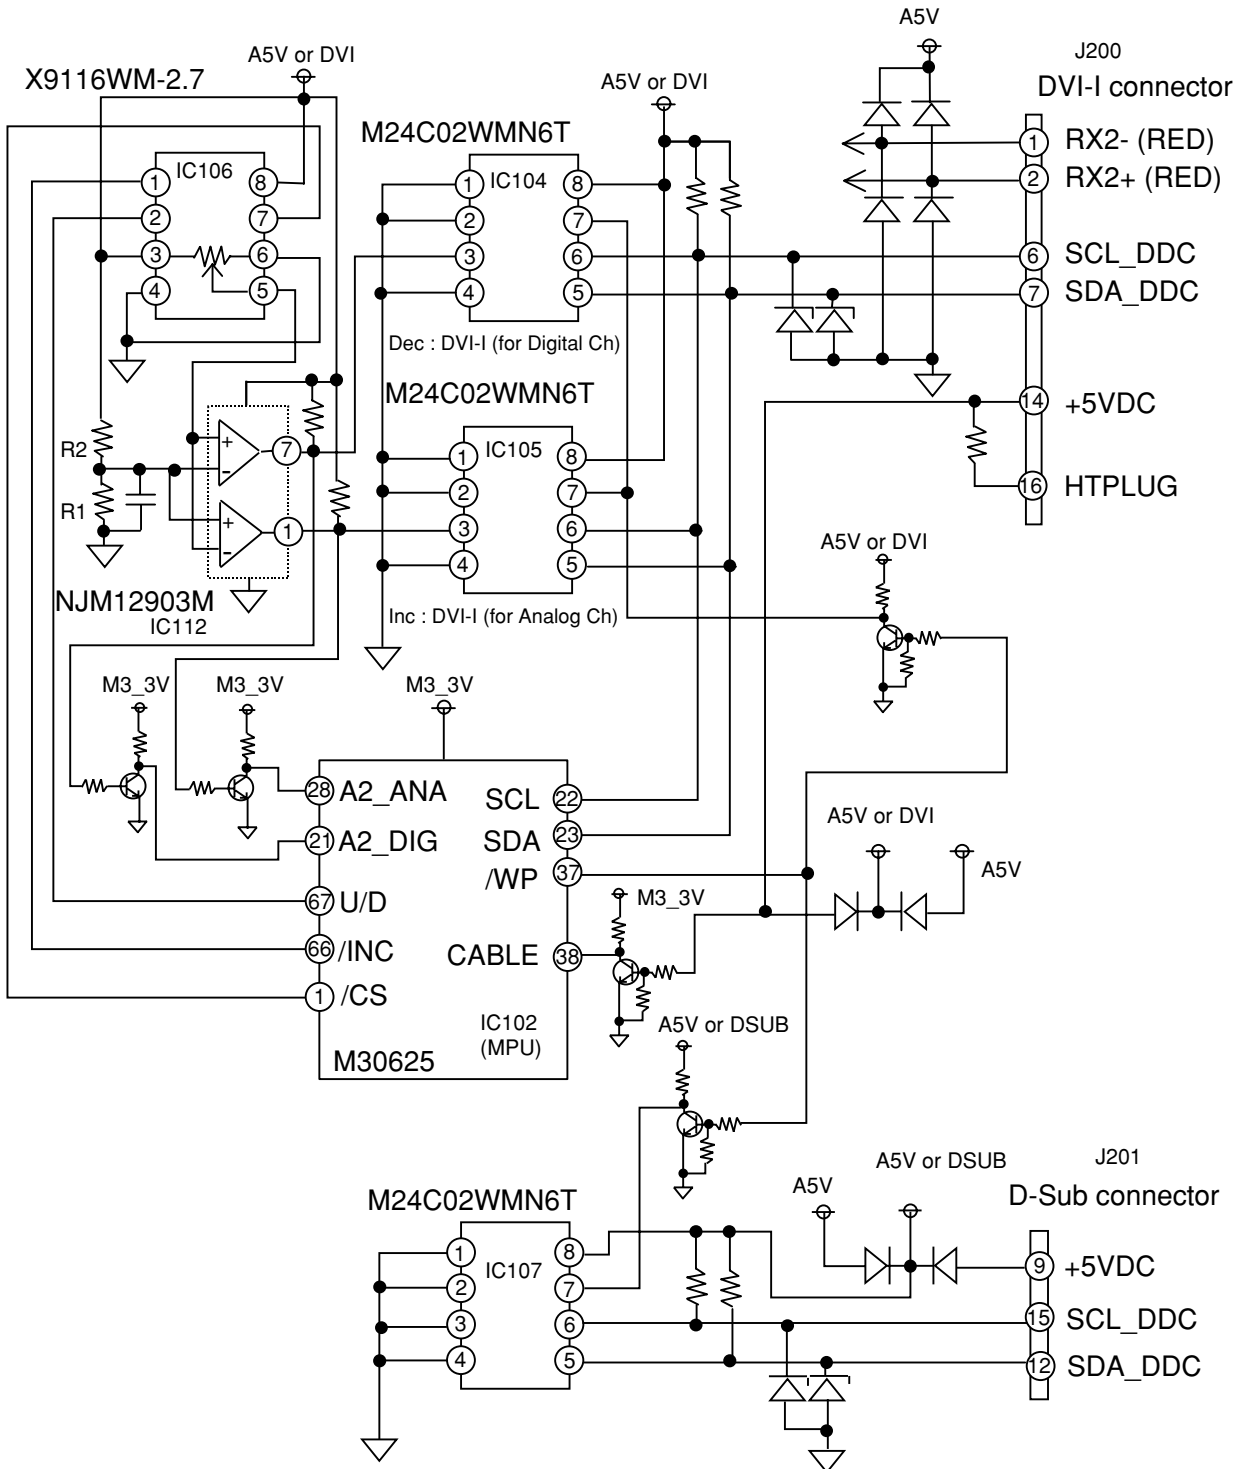 A5V
J200
A5V or DVI
DVI-I connector
X9116WM-2.7
A5V or DVI
M24C02WMN6T
1 RX2- (RED)
IC106
1 8
IC104
1 8
2 RX2+ (RED)
2 7
2 7
3 6
3 6
6 SCL_DDC
4 5
4 5
7 SDA_DDC
Dec : DVI-I (for Digital Ch)
M24C02WMN6T
14 +5VDC
R2
+
-
7
IC105
1 8
16 HTPLUG
R1
2 7
+
-
1
3 6
A5V or DVI
4 5
NJM12903M
IC112
Inc : DVI-I (for Analog Ch)
M3_3V
M3_3V
M3_3V
28 A2_ANA
SCL 22
A5V or DVI
21 A2_DIG
SDA 23
A5V
/WP 37
67 U/D
M3_3V
66 /INC
CABLE 38
1 /CS
IC102
(MPU)
A5V or DSUB
M30625
J201
A5V or DSUB
A5V
D-Sub connector
M24C02WMN6T
1 8
IC107
9 +5VDC
2 7
3 6
15 SCL_DDC
4 5
12 SDA_DDC